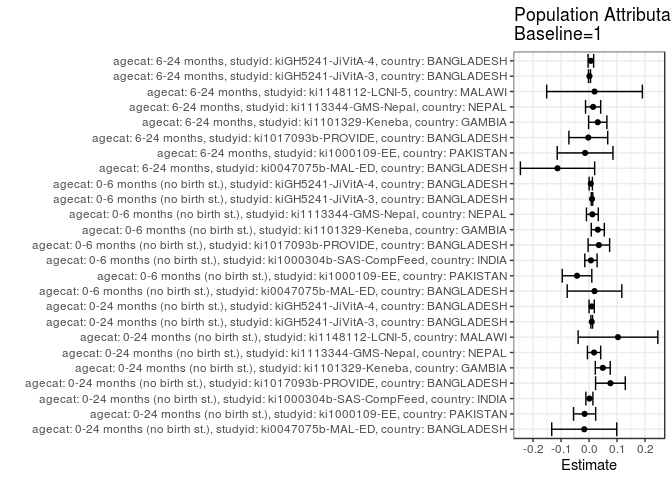 Population Attributa
Baseline=1
agecat: 6-24 months, studyid: kiGH5241-JiVitA-4, country: BANGLADESH
agecat: 6-24 months, studyid: kiGH5241-JiVitA-3, country: BANGLADESH
agecat: 6-24 months, studyid: ki1148112-LCNI-5, country: MALAWI
agecat: 6-24 months, studyid: ki1113344-GMS-Nepal, country: NEPAL
agecat: 6-24 months, studyid: ki1101329-Keneba, country: GAMBIA
agecat: 6-24 months, studyid: ki1017093b-PROVIDE, country: BANGLADESH
agecat: 6-24 months, studyid: ki1000109-EE, country: PAKISTAN
agecat: 6-24 months, studyid: ki0047075b-MAL-ED, country: BANGLADESH
agecat: 0-6 months (no birth st.), studyid: kiGH5241-JiVitA-4, country: BANGLADESH
agecat: 0-6 months (no birth st.), studyid: kiGH5241-JiVitA-3, country: BANGLADESH
agecat: 0-6 months (no birth st.), studyid: ki1113344-GMS-Nepal, country: NEPAL
agecat: 0-6 months (no birth st.), studyid: ki1101329-Keneba, country: GAMBIA
agecat: 0-6 months (no birth st.), studyid: ki1017093b-PROVIDE, country: BANGLADESH
agecat: 0-6 months (no birth st.), studyid: ki1000304b-SAS-CompFeed, country: INDIA
agecat: 0-6 months (no birth st.), studyid: ki1000109-EE, country: PAKISTAN
agecat: 0-6 months (no birth st.), studyid: ki0047075b-MAL-ED, country: BANGLADESH
agecat: 0-24 months (no birth st.), studyid: kiGH5241-JiVitA-4, country: BANGLADESH
agecat: 0-24 months (no birth st.), studyid: kiGH5241-JiVitA-3, country: BANGLADESH
agecat: 0-24 months (no birth st.), studyid: ki1148112-LCNI-5, country: MALAWI
agecat: 0-24 months (no birth st.), studyid: ki1113344-GMS-Nepal, country: NEPAL
agecat: 0-24 months (no birth st.), studyid: ki1101329-Keneba, country: GAMBIA
agecat: 0-24 months (no birth st.), studyid: ki1017093b-PROVIDE, country: BANGLADESH
agecat: 0-24 months (no birth st.), studyid: ki1000304b-SAS-CompFeed, country: INDIA
agecat: 0-24 months (no birth st.), studyid: ki1000109-EE, country: PAKISTAN
agecat: 0-24 months (no birth st.), studyid: ki0047075b-MAL-ED, country: BANGLADESH
-0.2 -0.1 0.0 0.1 0.2
Estimate